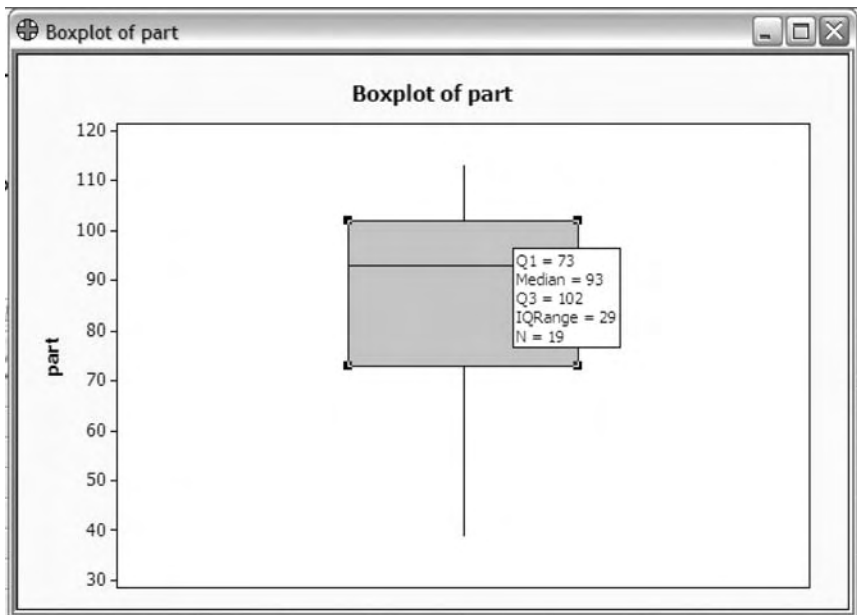 Boxplot of part
Boxplot of part
120
110
100
90
80
70
60
50
40
30
part
Q1 = 73
Median = 93
Q3 = 102
IQRange = 29
N = 19